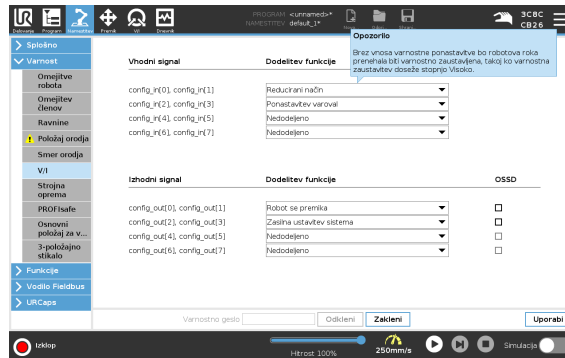 PROGRAM <unnamed>*
NAMESTITEV default_1*
3C8C
CB26
Delovanje Program Namestitev Premik V/I Dnevnik
Opozorilo
Brez vnosa varnostne ponastavitve bo robotova roka
prenehala biti varnostno zaustavljena, takoj ko varnostna
zaustavitev doseže stopnjo Visoko.
Splošno
Varnost
Omejitve
robota
Omejitev
členov
Ravnine
Položaj orodja
Smer orodja
V/I
Strojna
oprema
PROFIsafe
Osnovni
položaj za v...
3-položajno
stikalo
Funkcije
Vodilo Fieldbus
URCaps
Vhodni signal Dodelitev funkcije
config_in[0], config_in[1] Reducirani način
config_in[2], config_in[3] Ponastavitev varoval
config_in[4], config_in[5] Nedodeljeno
config_in[6], config_in[7] Nedodeljeno
Izhodni signal Dodelitev funkcije OSSD
config_out[0], config_out[1] Robot se premika
config_out[2], config_out[3] Zasilna ustavitev sistema
config_out[4], config_out[5] Nedodeljeno
config_out[6], config_out[7] Nedodeljeno
Varnostno geslo Odkleni Zakleni Uporabi
Izklop
Hitrost 100%
250mm/s
Simulacija